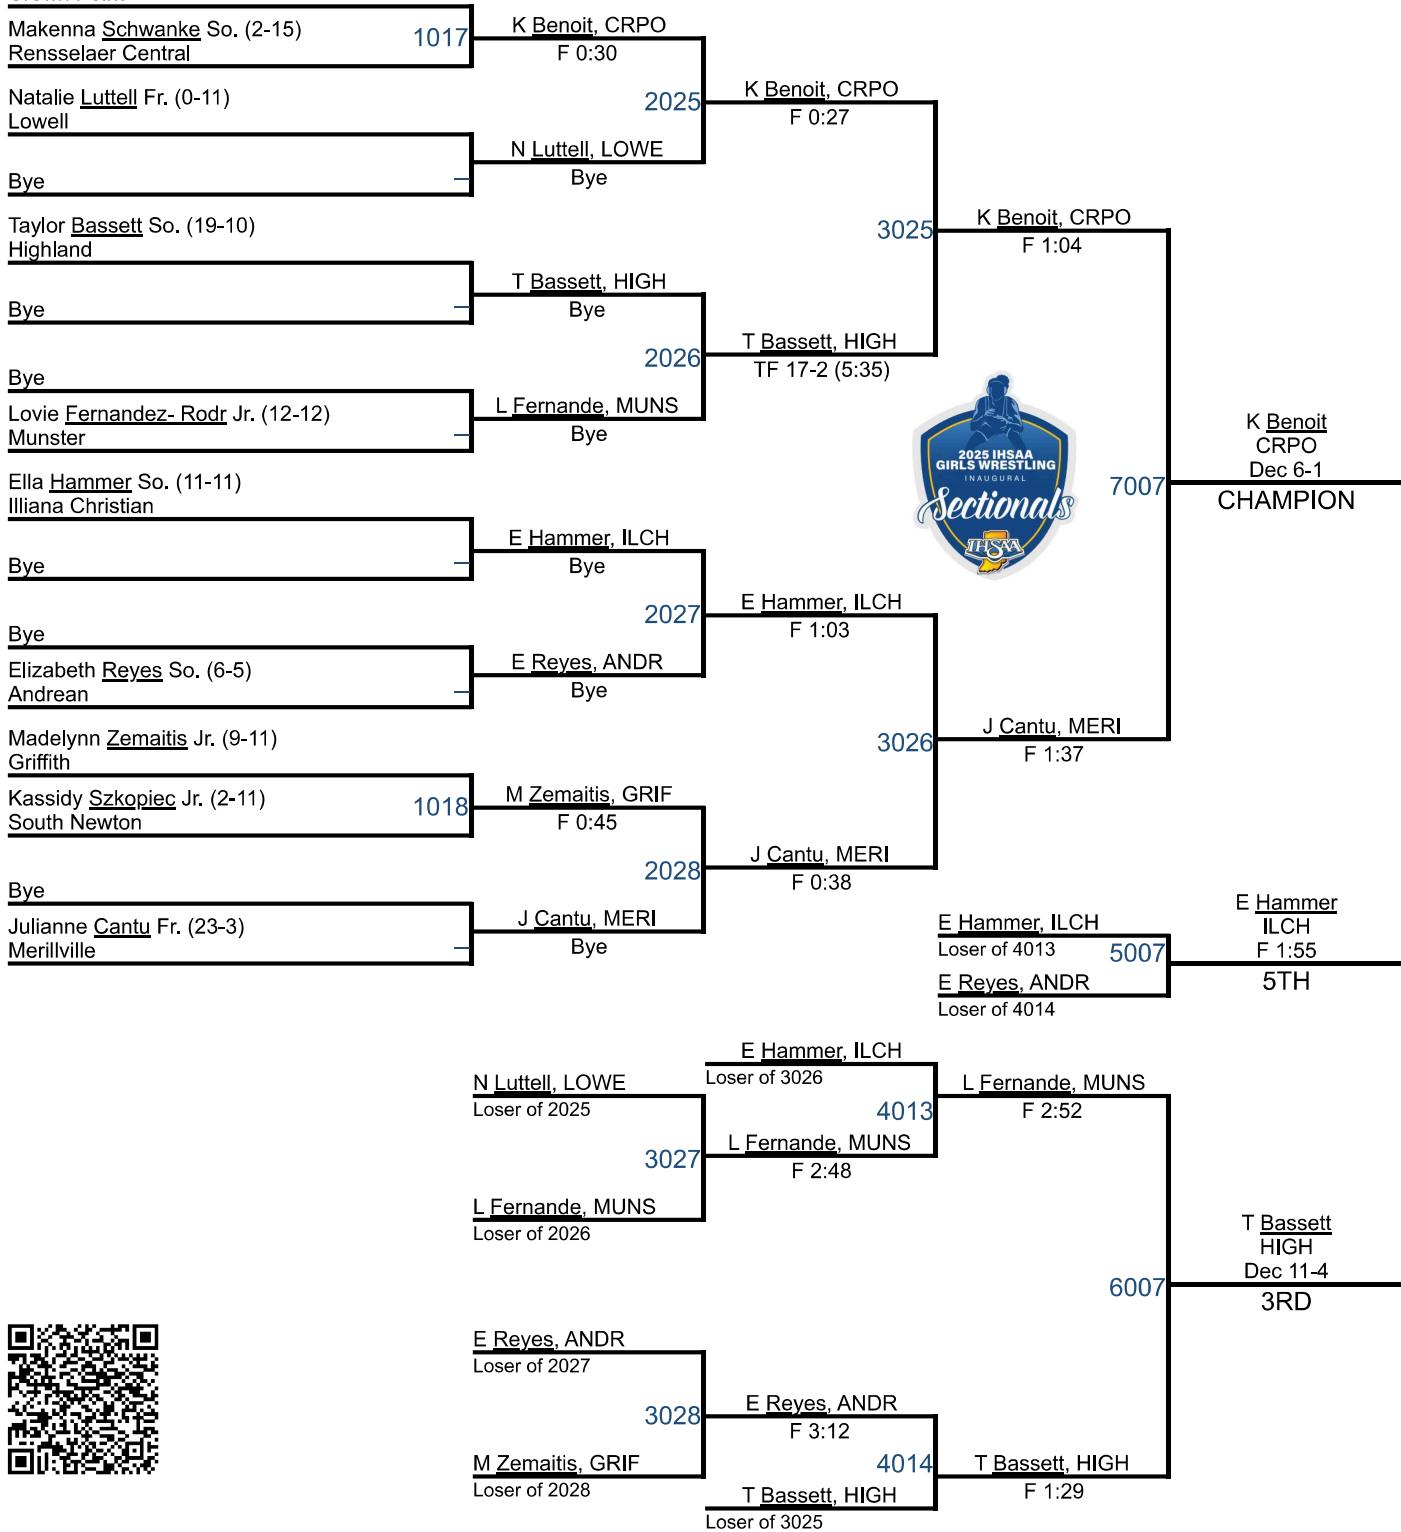 Makenna Schwanke So. (2-15)
Rensselaer Central
1017
K Benoit, CRPO
F 0:30
Natalie Luttell Fr. (0-11)
Lowell
2025
K Benoit, CRPO
F 0:27
N Luttell, LOWE
Bye
Bye
Taylor Bassett So. (19-10)
Highland
3025
K Benoit, CRPO
F 1:04
T Bassett, HIGH
Bye
Bye
2026
T Bassett, HIGH
TF 17-2 (5:35)
Bye
Lovie Fernandez- Rodr Jr. (12-12)
Munster
L Fernande, MUNS
Bye
2025 IHSAA
GIRLS WRESTLING
INAUGURAL
Sectionals
IHSAA
K Benoit
CRPO
Dec 6-1
CHAMPION
7007
Ella Hammer So. (11-11)
Illiana Christian
E Hammer, ILCH
Bye
Bye
2027
E Hammer, ILCH
F 1:03
Bye
Elizabeth Reyes So. (6-5)
Andrean
E Reyes, ANDR
Bye
3026
J Cantu, MERI
F 1:37
Madelynn Zemaitis Jr. (9-11)
Griffith
Kassidy Szkopiec Jr. (2-11)
South Newton
1018
M Zemaitis, GRIF
F 0:45
2028
J Cantu, MERI
F 0:38
Bye
Julianne Cantu Fr. (23-3)
Merillville
J Cantu, MERI
Bye
E Hammer, ILCH
Loser of 4013
5007
E Reyes, ANDR
Loser of 4014
E Hammer
ILCH
F 1:55
5TH
E Hammer, ILCH
Loser of 3026
N Luttell, LOWE
Loser of 2025
4013
L Fernande, MUNS
F 2:52
3027
L Fernande, MUNS
F 2:48
L Fernande, MUNS
Loser of 2026
6007
T Bassett
HIGH
Dec 11-4
3RD
E Reyes, ANDR
Loser of 2027
3028
E Reyes, ANDR
F 3:12
M Zemaitis, GRIF
Loser of 2028
4014
T Bassett, HIGH
F 1:29
T Bassett, HIGH
Loser of 3025